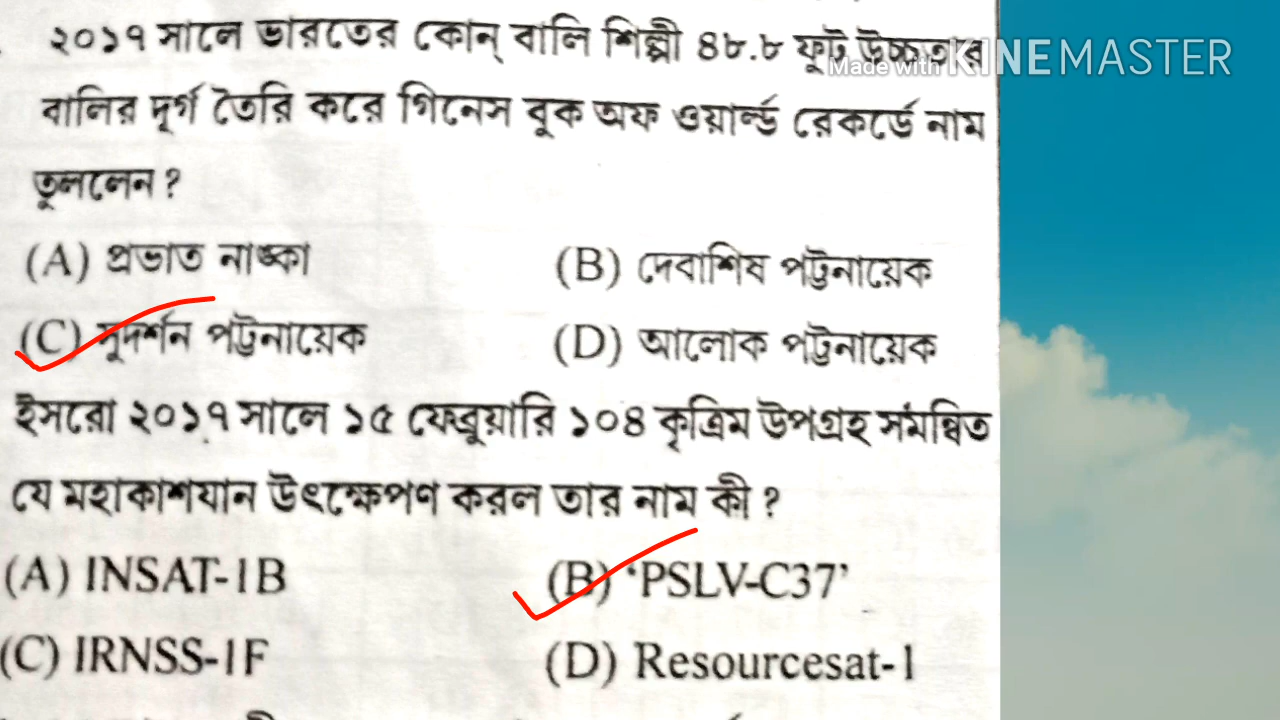 ২০১৭ সালে ভারতের কোন্ বালি শিল্পী ৪৮.৮ ফুট উচ্চতার
Made with KINEMASTER
বালির দূর্গ তৈরি করে গিনেস বুক অফ ওয়ার্ল্ড রেকর্ডে নাম
তুললেন ?
(A) প্রভাত নাঙ্কা (B) দেবাশিষ পট্টনায়েক
(C) সুদর্শন পট্টনায়েক (D) আলোক পট্টনায়েক
ইসরো ২০১৭ সালে ১৫ ফেব্রুয়ারি ১০৪ কৃত্রিম উপগ্রহ সমন্বিত
যে মহাকাশযান উৎক্ষেপণ করল তার নাম কী ?
(A) INSAT-1B (B) ‘PSLV-C37’
(C) IRNSS-1F (D) Resourcesat-1